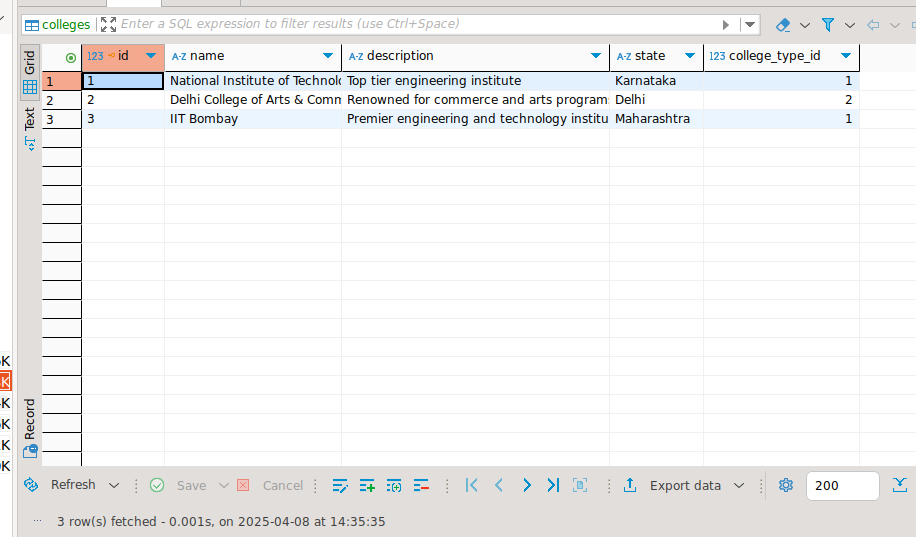 colleges Enter a SQL expression to filter results (use Ctrl+Space)
Grid
Text
Record
123 id A-Z name A-Z description A-Z state 123 college_type_id
1 1 National Institute of Technol Top tier engineering institute Karnataka 1
2 2 Delhi College of Arts & Comm Renowned for commerce and arts programs Delhi 2
3 3 IIT Bombay Premier engineering and technology institu Maharashtra 1
K
K
K
K
K
K
Refresh Save Cancel Export data 200
3 row(s) fetched - 0.001s, on 2025-04-08 at 14:35:35